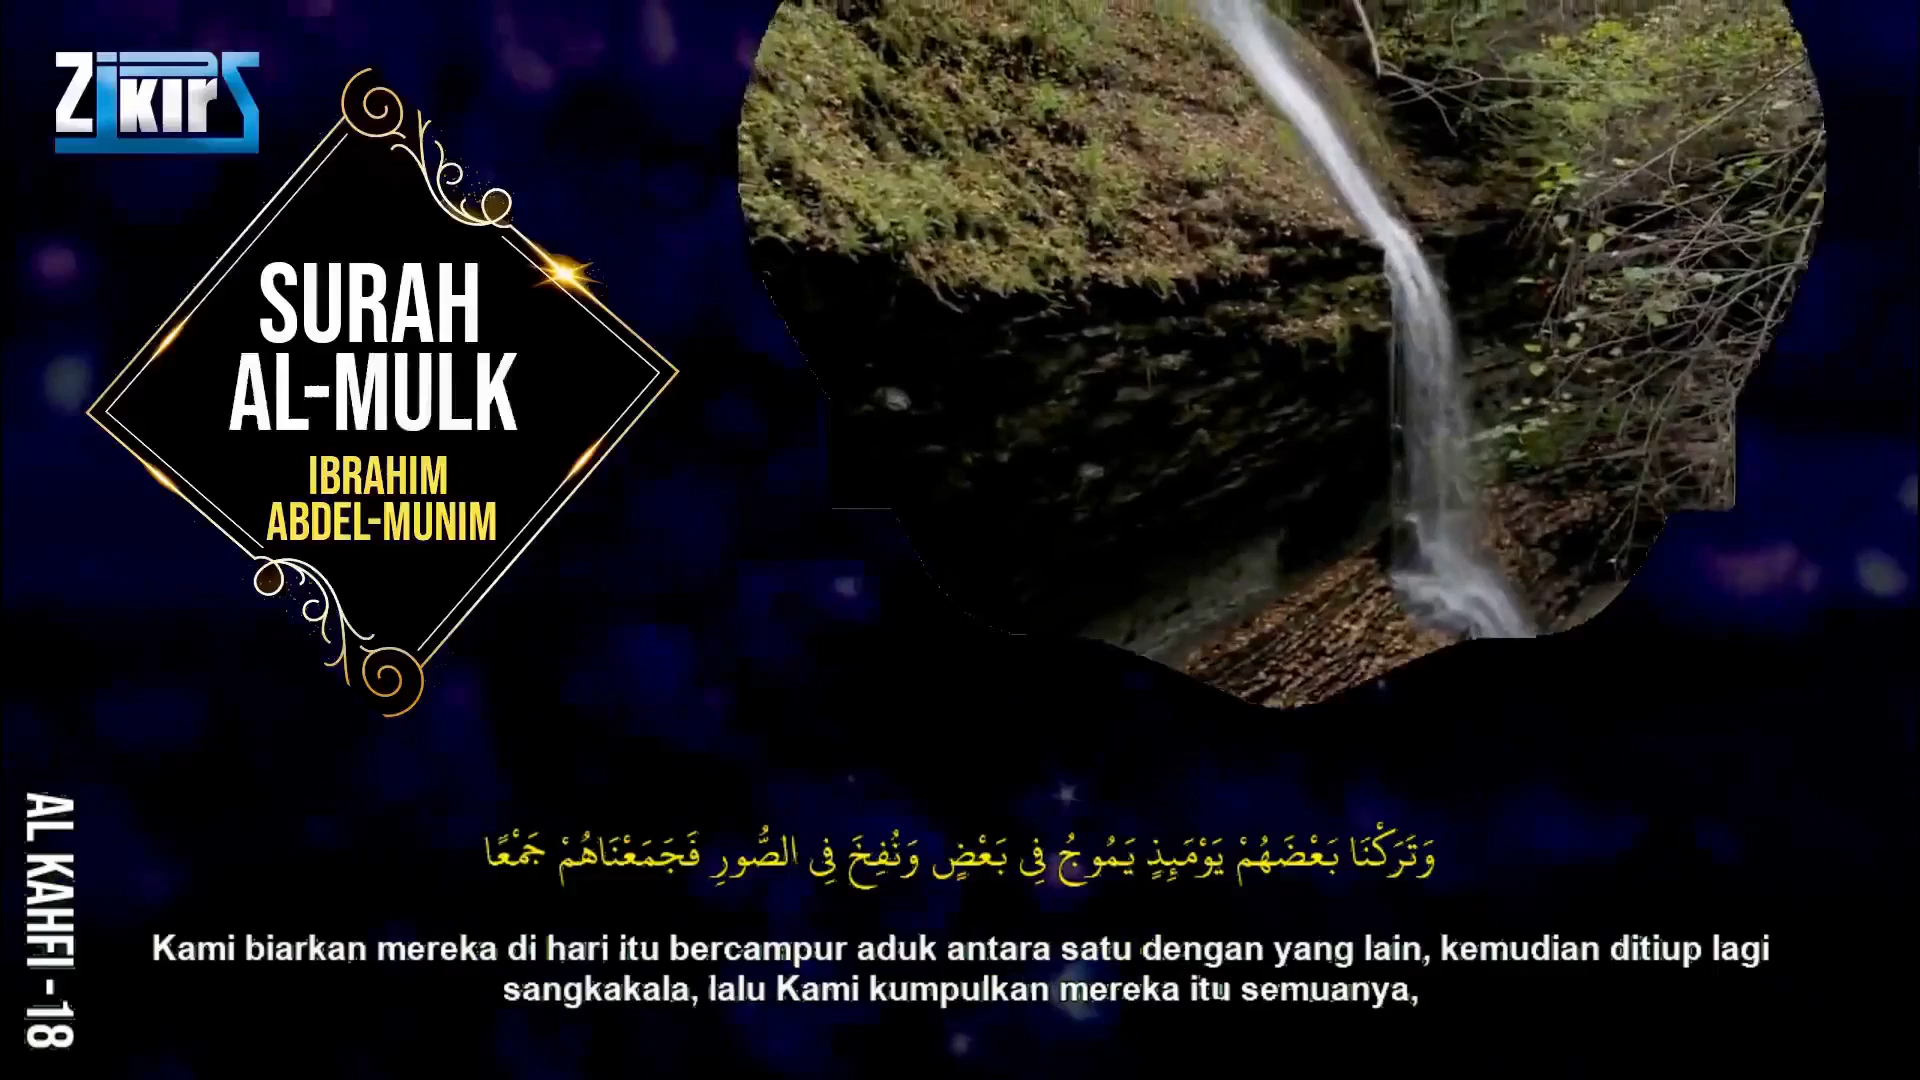 Zikir
SURAH
AL-MULK
IBRAHIM
ABDEL-MUNIM
AL KAHFI - 18
وَتَرَكْنَا بَعْضَهُمْ يَوْمَئِذٍ يَمُوجُ فِي بَعْضٍ وَنُفِخَ فِي الصُّورِ فَجَمَعْنَاهُمْ جَمْعًا
Kami biarkan mereka di hari itu bercampur aduk antara satu dengan yang lain, kemudian ditiup lagi
sangkakala, lalu Kami kumpulkan mereka itu semuanya,